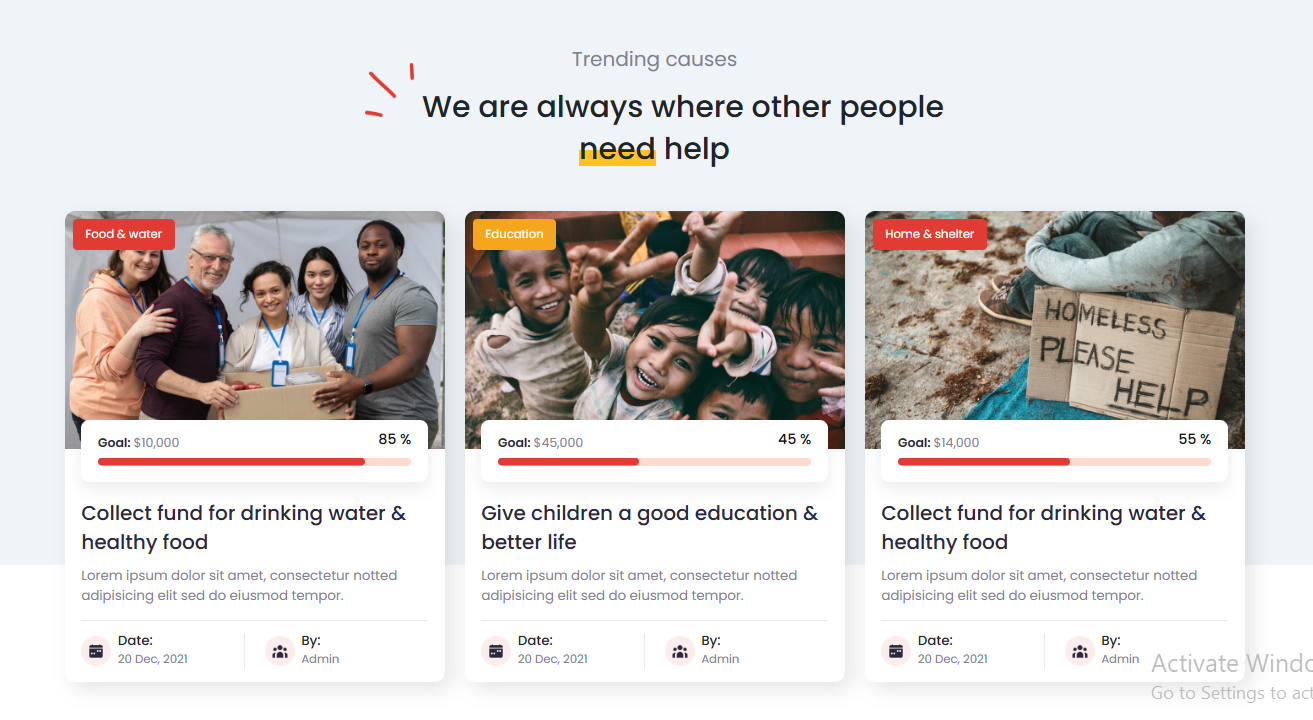 Trending causes
We are always where other people
need help
Food & water
Goal: $10,000 85 %
Collect fund for drinking water &
healthy food
Lorem ipsum dolor sit amet, consectetur notted
adipisicing elit sed do eiusmod tempor.
Date:
20 Dec, 2021
By:
Admin
Education
Goal: $45,000 45 %
Give children a good education &
better life
Lorem ipsum dolor sit amet, consectetur notted
adipisicing elit sed do eiusmod tempor.
Date:
20 Dec, 2021
By:
Admin
Home & shelter
HOMELESS
PLEASE
HELP
Goal: $14,000 55 %
Collect fund for drinking water &
healthy food
Lorem ipsum dolor sit amet, consectetur notted
adipisicing elit sed do eiusmod tempor.
Date:
20 Dec, 2021
By:
Admin
Activate Windo
Go to Settings to act